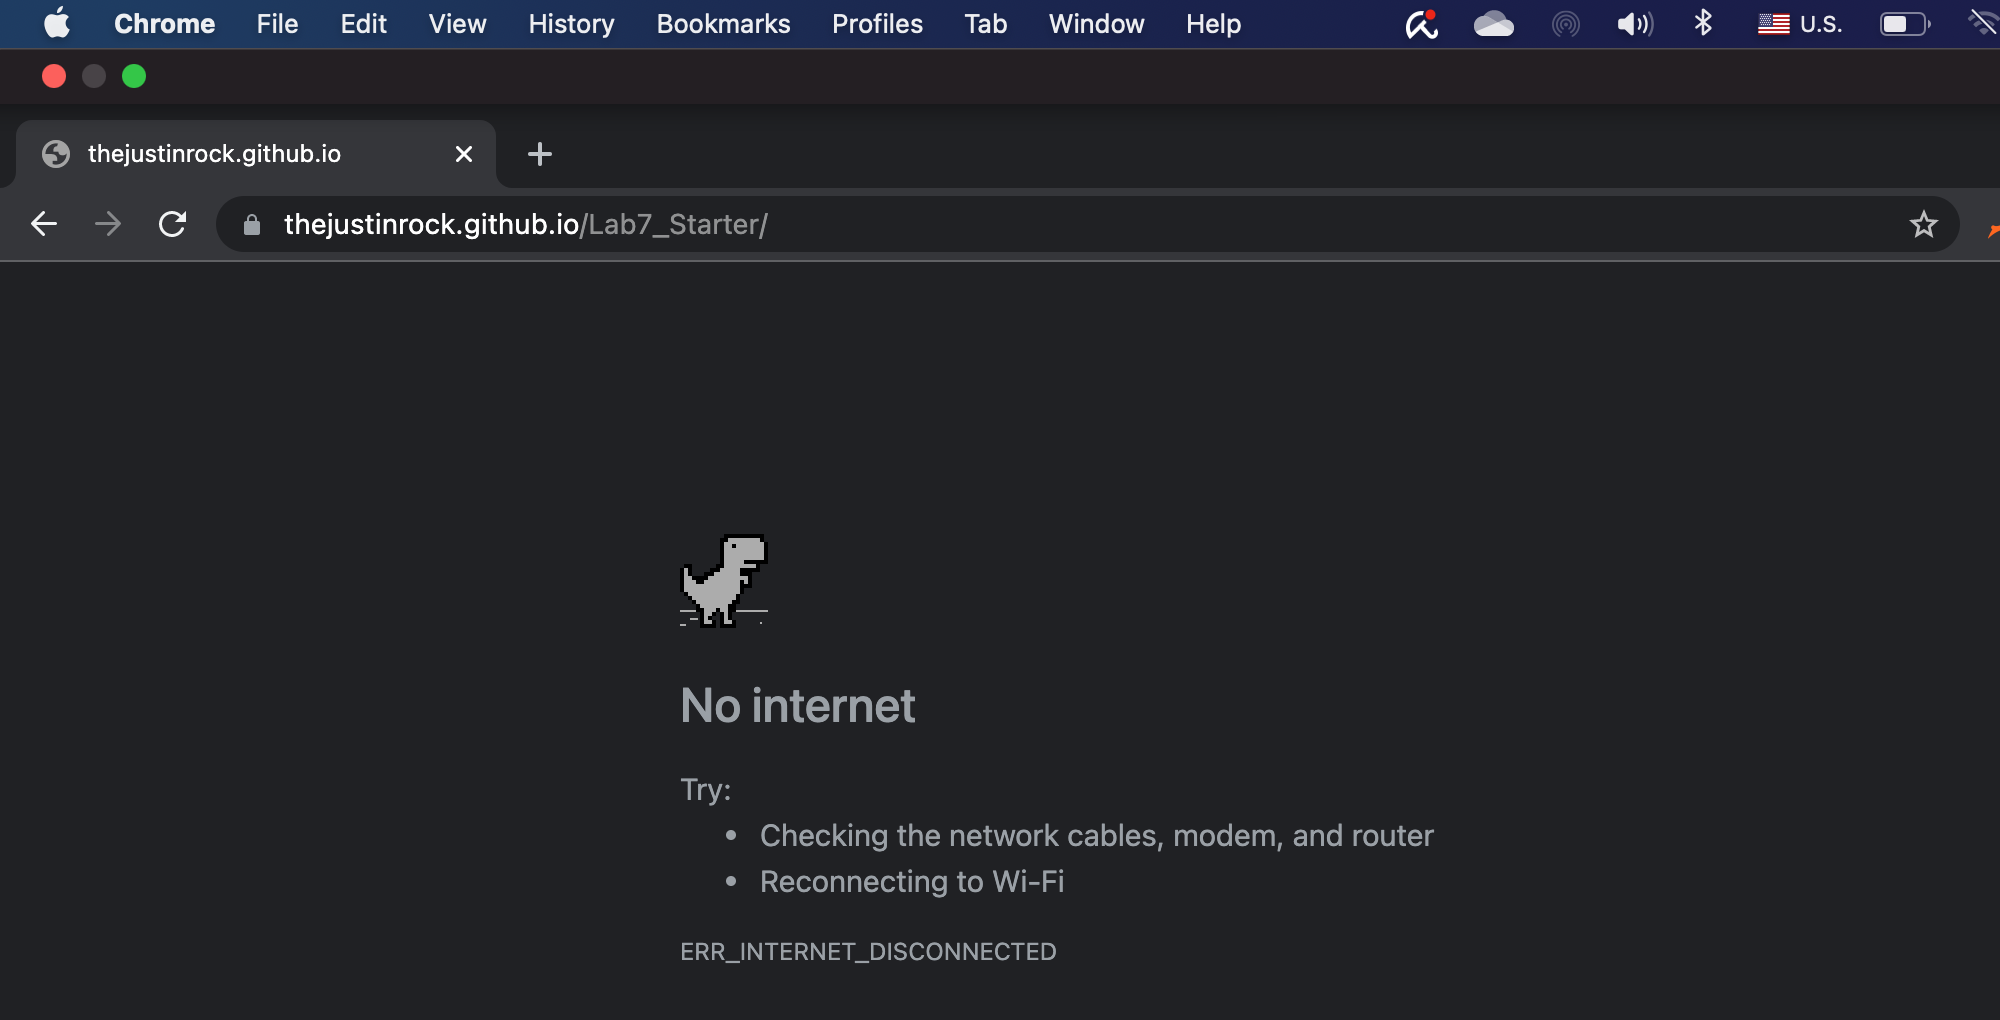 Chrome File Edit View History Bookmarks Profiles Tab Window Help U.S.
thejustinrock.github.io
thejustinrock.github.io/Lab7_Starter/
No internet
Try:
• Checking the network cables, modem, and router
• Reconnecting to Wi-Fi
ERR_INTERNET_DISCONNECTED